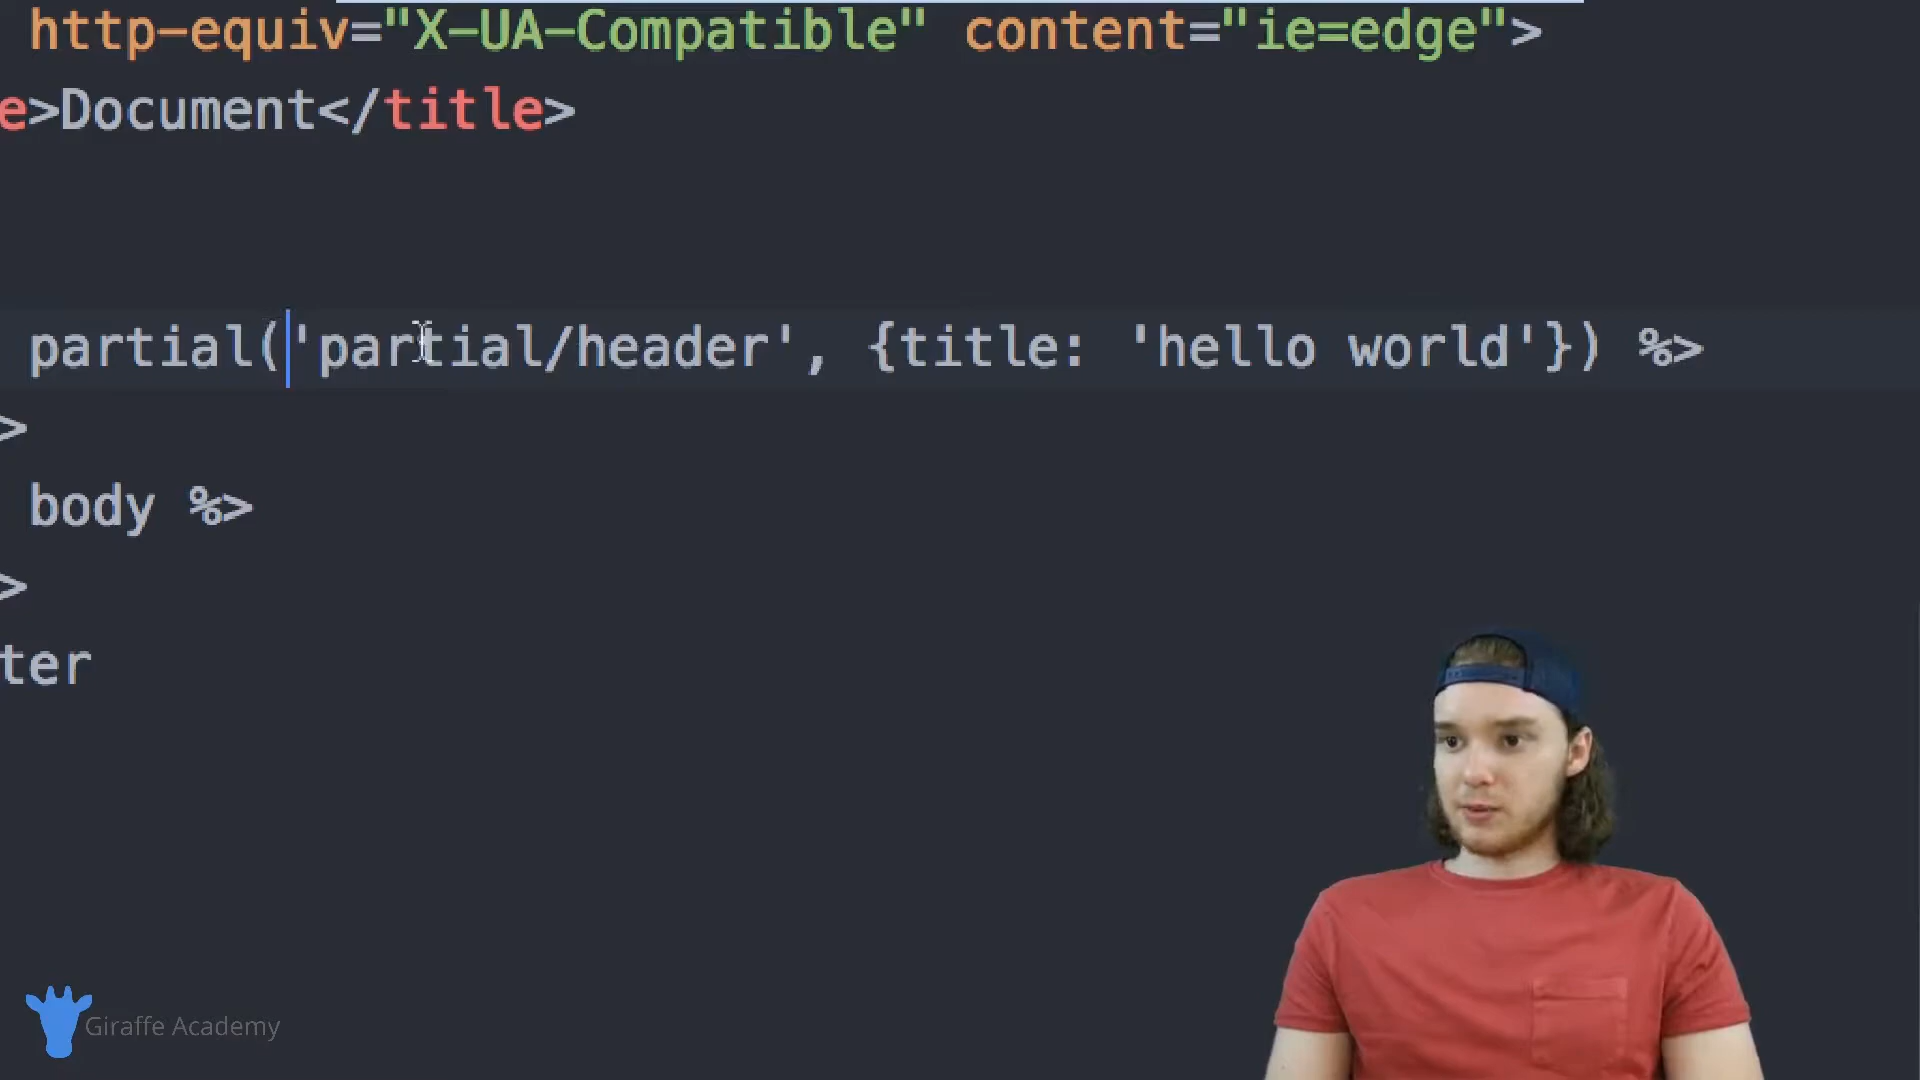 http-equiv="X-UA-Compatible" content="ie=edge">
e>Document</title>
partial('partial/header', {title: 'hello world'}) %>
>
body %>
>
ter
Giraffe Academy